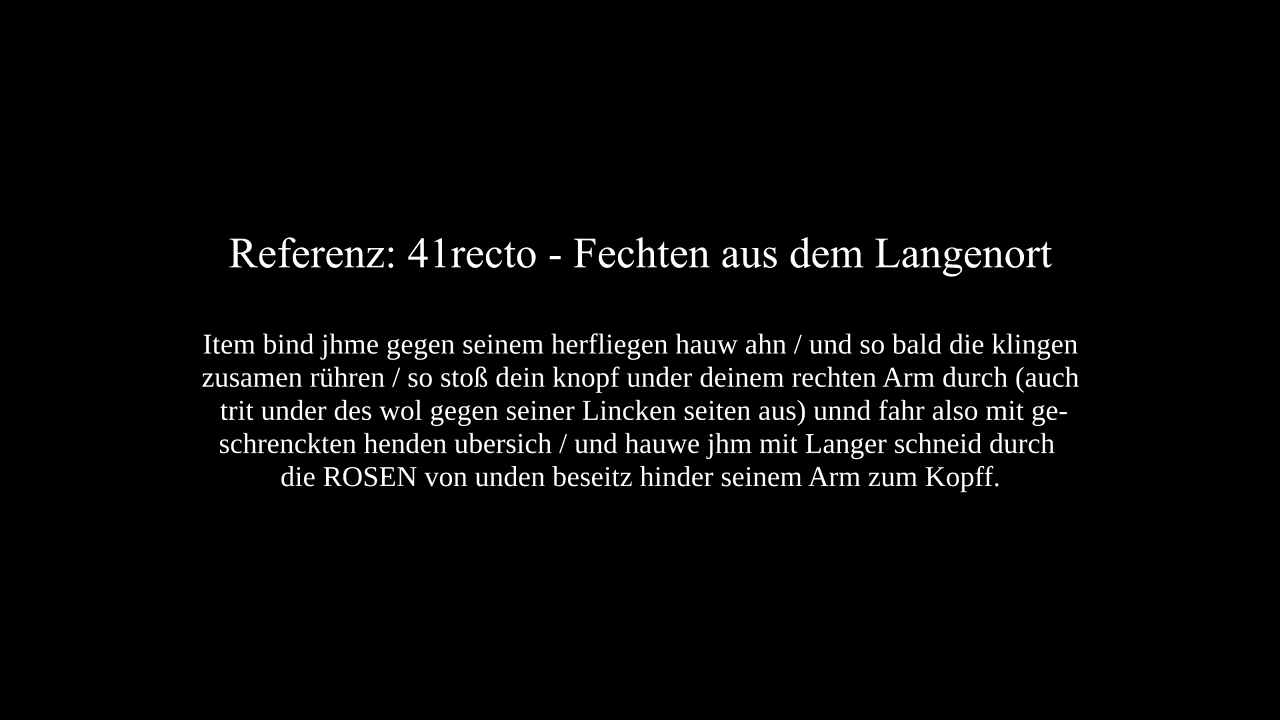 Referenz: 41recto - Fechten aus dem Langenort
Item bind jhme gegen seinem herfliegen hauw ahn / und so bald die klingen
zusamen rühren / so stoß dein knopf under deinem rechten Arm durch (auch
trit under des wol gegen seiner Lincken seiten aus) unnd fahr also mit ge-
schrenckten henden ubersich / und hauwe jhm mit Langer schneid durch
die ROSEN von unden beseitz hinder seinem Arm zum Kopff.